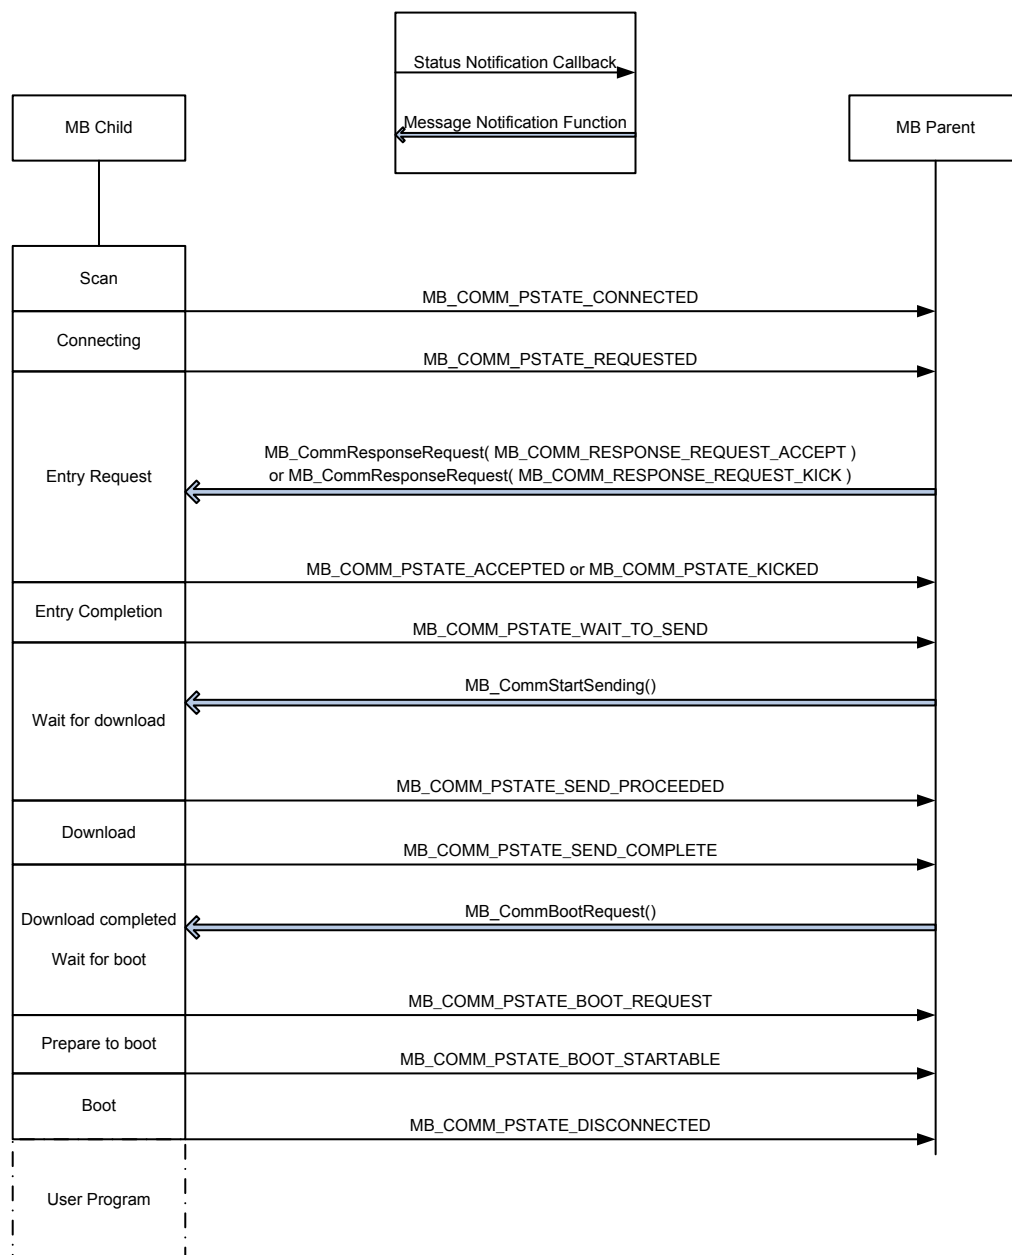 Status Notification Callback
Message Notification Function
MB Child
MB Parent
Scan
MB_COMM_PSTATE_CONNECTED
Connecting
MB_COMM_PSTATE_REQUESTED
MB_CommResponseRequest( MB_COMM_RESPONSE_REQUEST_ACCEPT )
or MB_CommResponseRequest( MB_COMM_RESPONSE_REQUEST_KICK )
Entry Request
MB_COMM_PSTATE_ACCEPTED or MB_COMM_PSTATE_KICKED
Entry Completion
MB_COMM_PSTATE_WAIT_TO_SEND
MB_CommStartSending()
Wait for download
MB_COMM_PSTATE_SEND_PROCEEDED
Download
MB_COMM_PSTATE_SEND_COMPLETE
MB_CommBootRequest()
Download completed
Wait for boot
MB_COMM_PSTATE_BOOT_REQUEST
Prepare to boot
MB_COMM_PSTATE_BOOT_STARTABLE
Boot
MB_COMM_PSTATE_DISCONNECTED
User Program